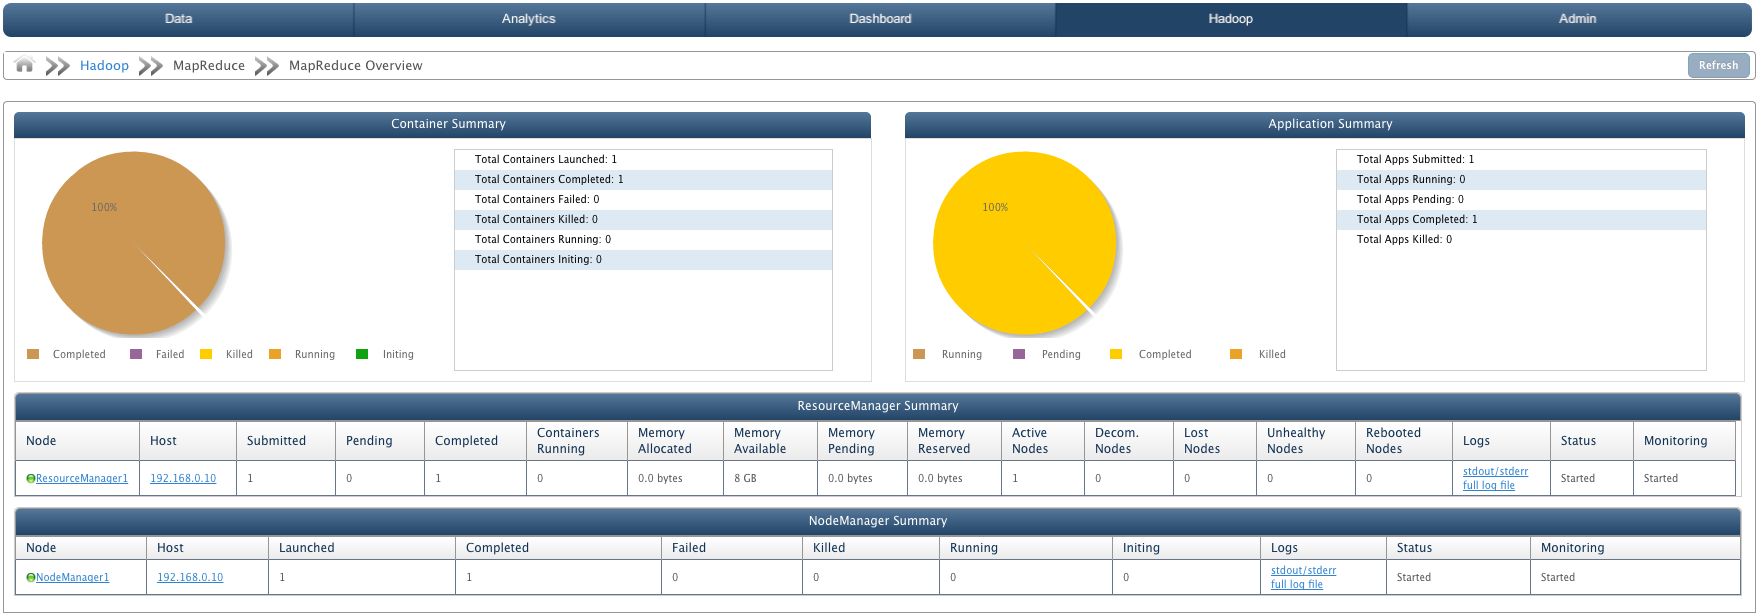 Data Analytics Dashboard Hadoop Admin
Hadoop MapReduce MapReduce Overview Refresh
Container Summary
100%
Completed Failed Killed Running Initing
Total Containers Launched: 1
Total Containers Completed: 1
Total Containers Failed: 0
Total Containers Killed: 0
Total Containers Running: 0
Total Containers Initing: 0
Application Summary
100%
Running Pending Completed Killed
Total Apps Submitted: 1
Total Apps Running: 0
Total Apps Pending: 0
Total Apps Completed: 1
Total Apps Killed: 0
ResourceManager Summary
Node Host Submitted Pending Completed Containers Running Memory Allocated Memory Available Memory Pending Memory Reserved Active Nodes Decom. Nodes Lost Nodes Unhealthy Nodes Rebooted Nodes Logs Status Monitoring
ResourceManager1 192.168.0.10 1 0 1 0 0.0 bytes 8 GB 0.0 bytes 0.0 bytes 1 0 0 0 0 stdout/stderr full log file Started Started
NodeManager Summary
Node Host Launched Completed Failed Killed Running Initing Logs Status Monitoring
NodeManager1 192.168.0.10 1 1 0 0 0 0 stdout/stderr full log file Started Started